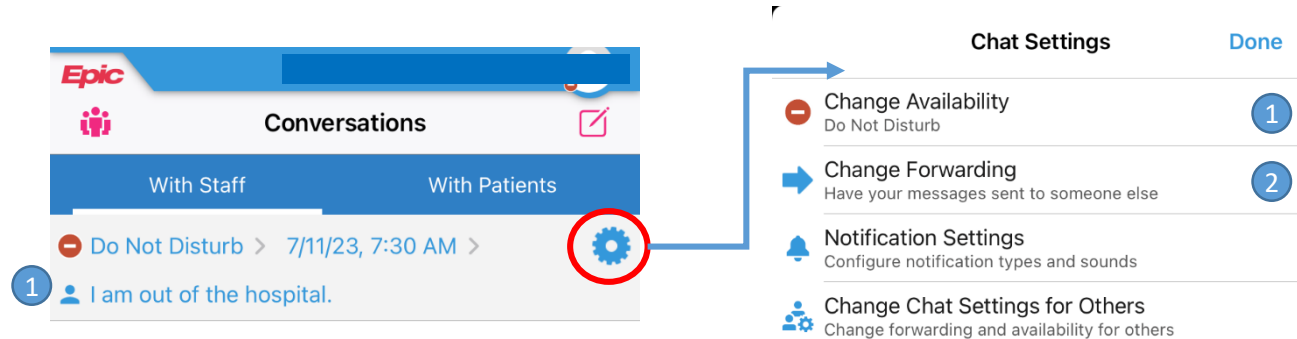 Epic
Conversations
With Staff With Patients
Do Not Disturb > 7/11/23, 7:30 AM >
1 I am out of the hospital.
Chat Settings Done
Change Availability
Do Not Disturb
1
Change Forwarding
Have your messages sent to someone else
2
Notification Settings
Configure notification types and sounds
Change Chat Settings for Others
Change forwarding and availability for others